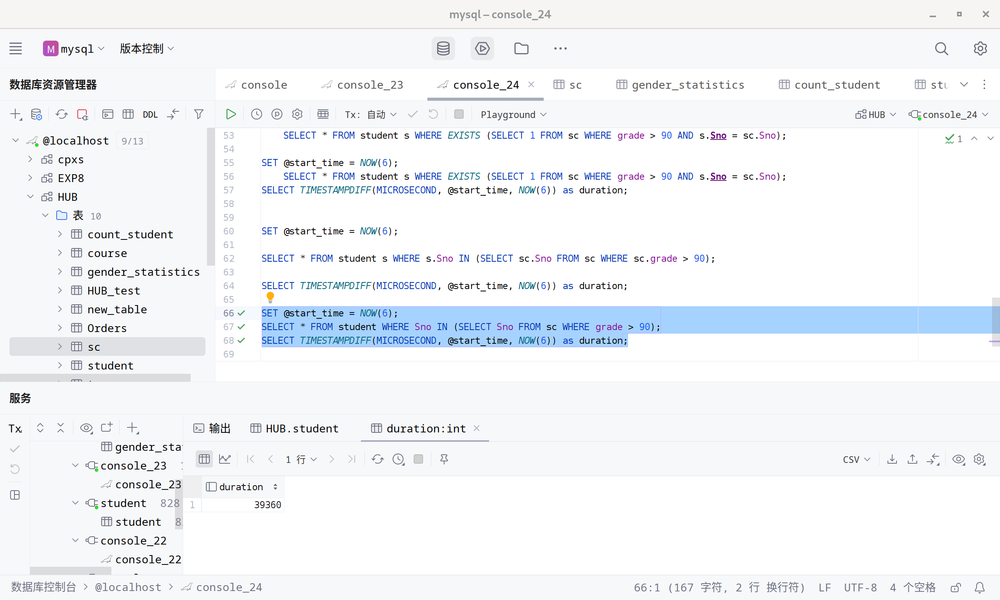 mysql – console_24
M mysql 版本控制
数据库资源管理器
console console_23 console_24 sc gender_statistics count_student stu
DDL
Tx: 自动 Playground HUB console_24
@localhost 9/13
cpxs
EXP8
HUB
表 10
count_student
course
gender_statistics
HUB_test
new_table
Orders
sc
student
53 SELECT * FROM student s WHERE EXISTS (SELECT 1 FROM sc WHERE grade > 90 AND s.Sno = sc.Sno);
54
55 SET @start_time = NOW(6);
56 SELECT * FROM student s WHERE EXISTS (SELECT 1 FROM sc WHERE grade > 90 AND s.Sno = sc.Sno);
57 SELECT TIMESTAMPDIFF(MICROSECOND, @start_time, NOW(6)) as duration;
58
59
60 SET @start_time = NOW(6);
61
62 SELECT * FROM student s WHERE s.Sno IN (SELECT sc.Sno FROM sc WHERE sc.grade > 90);
63
64 SELECT TIMESTAMPDIFF(MICROSECOND, @start_time, NOW(6)) as duration;
65
66 SET @start_time = NOW(6);
67 SELECT * FROM student WHERE Sno IN (SELECT Sno FROM sc WHERE grade > 90);
68 SELECT TIMESTAMPDIFF(MICROSECOND, @start_time, NOW(6)) as duration;
69
1
服务
Tx
gender_sta
console_23
console_23
student 828
student
console_22
console_22
输出 HUB.student duration:int
1 行 CSV
duration
1 39360
数据库控制台 > @localhost > console_24
66:1 (167 字符, 2 行 换行符) LF UTF-8 4 个空格